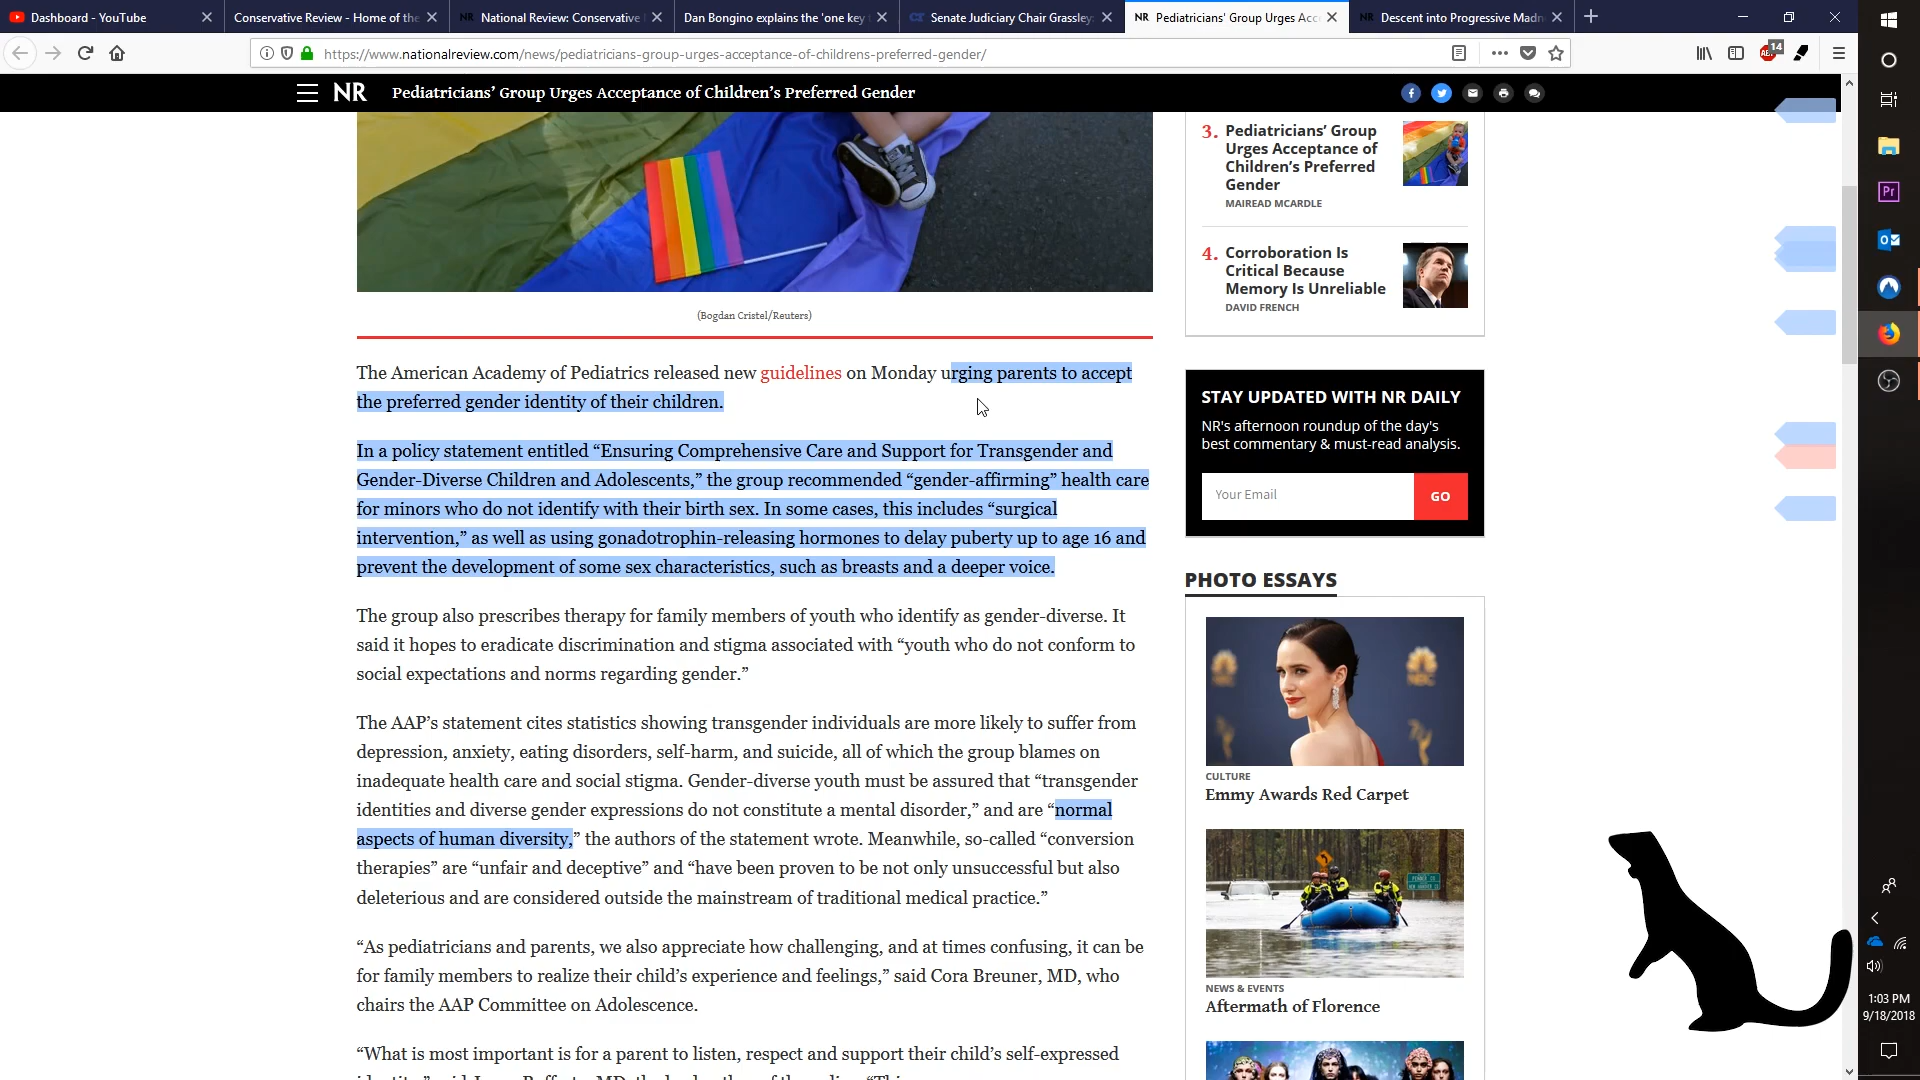 Dashboard - YouTube
Conservative Review - Home of the
NR National Review: Conservative
Dan Bongino explains the 'one key
Senate Judiciary Chair Grassley
NR Pediatricians' Group Urges Acc
NR Descent into Progressive Madn
https://www.nationalreview.com/news/pediatricians-group-urges-acceptance-of-childrens-preferred-gender/
14
NR
Pediatricians’ Group Urges Acceptance of Children’s Preferred Gender
(Bogdan Cristel/Reuters)
The American Academy of Pediatrics released new guidelines on Monday urging parents to accept
the preferred gender identity of their children.
In a policy statement entitled “Ensuring Comprehensive Care and Support for Transgender and
Gender-Diverse Children and Adolescents,” the group recommended “gender-affirming” health care
for minors who do not identify with their birth sex. In some cases, this includes “surgical
intervention,” as well as using gonadotrophin-releasing hormones to delay puberty up to age 16 and
prevent the development of some sex characteristics, such as breasts and a deeper voice.
The group also prescribes therapy for family members of youth who identify as gender-diverse. It
said it hopes to eradicate discrimination and stigma associated with “youth who do not conform to
social expectations and norms regarding gender.”
The AAP’s statement cites statistics showing transgender individuals are more likely to suffer from
depression, anxiety, eating disorders, self-harm, and suicide, all of which the group blames on
inadequate health care and social stigma. Gender-diverse youth must be assured that “transgender
identities and diverse gender expressions do not constitute a mental disorder,” and are “normal
aspects of human diversity,” the authors of the statement wrote. Meanwhile, so-called “conversion
therapies” are “unfair and deceptive” and “have been proven to be not only unsuccessful but also
deleterious and are considered outside the mainstream of traditional medical practice.”
“As pediatricians and parents, we also appreciate how challenging, and at times confusing, it can be
for family members to realize their child’s experience and feelings,” said Cora Breuner, MD, who
chairs the AAP Committee on Adolescence.
“What is most important is for a parent to listen, respect and support their child’s self-expressed
3.
Pediatricians’ Group
Urges Acceptance of
Children’s Preferred
Gender
MAIREAD MCARDLE
4.
Corroboration Is
Critical Because
Memory Is Unreliable
DAVID FRENCH
STAY UPDATED WITH NR DAILY
NR's afternoon roundup of the day's
best commentary & must-read analysis.
Your Email
GO
PHOTO ESSAYS
CULTURE
Emmy Awards Red Carpet
NEWS & EVENTS
Aftermath of Florence
Pr
1:03 PM
9/18/2018